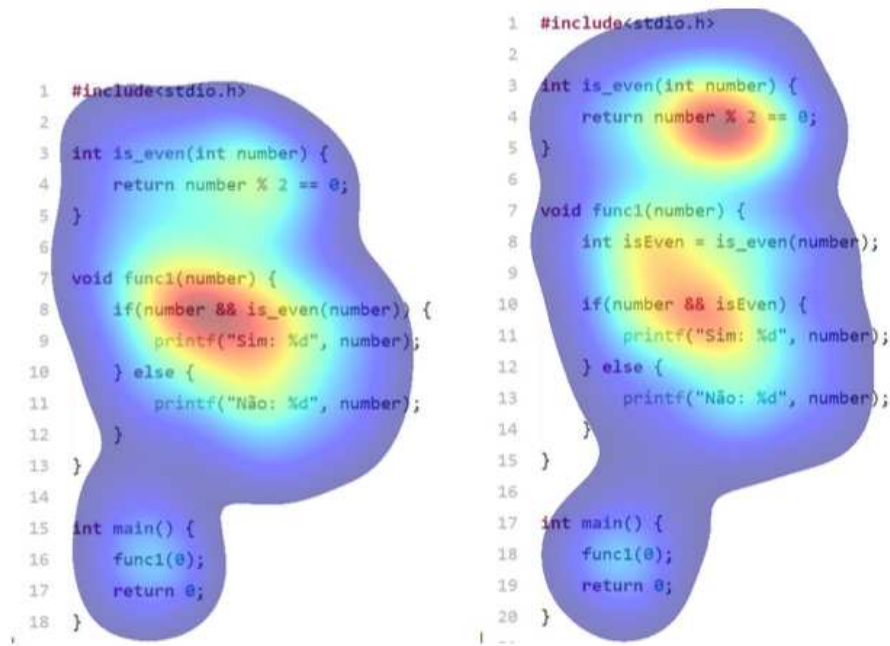 1 #include<stdio.h>
2
3 int is_even(int number) {
4 return number % 2 == 0;
5 }
6
7 void func1(number) {
8 if(number && is_even(number)) {
9 printf("Sim: %d", number);
10 } else {
11 printf("Não: %d", number);
12 }
13 }
14
15 int main() {
16 func1(0);
17 return 0;
18 }
1 #include<stdio.h>
2
3 int is_even(int number) {
4 return number % 2 == 0;
5 }
6
7 void func1(number) {
8 int isEven = is_even(number);
9
10 if(number && isEven) {
11 printf("Sim: %d", number);
12 } else {
13 printf("Não: %d", number);
14 }
15 }
16
17 int main() {
18 func1(0);
19 return 0;
20 }